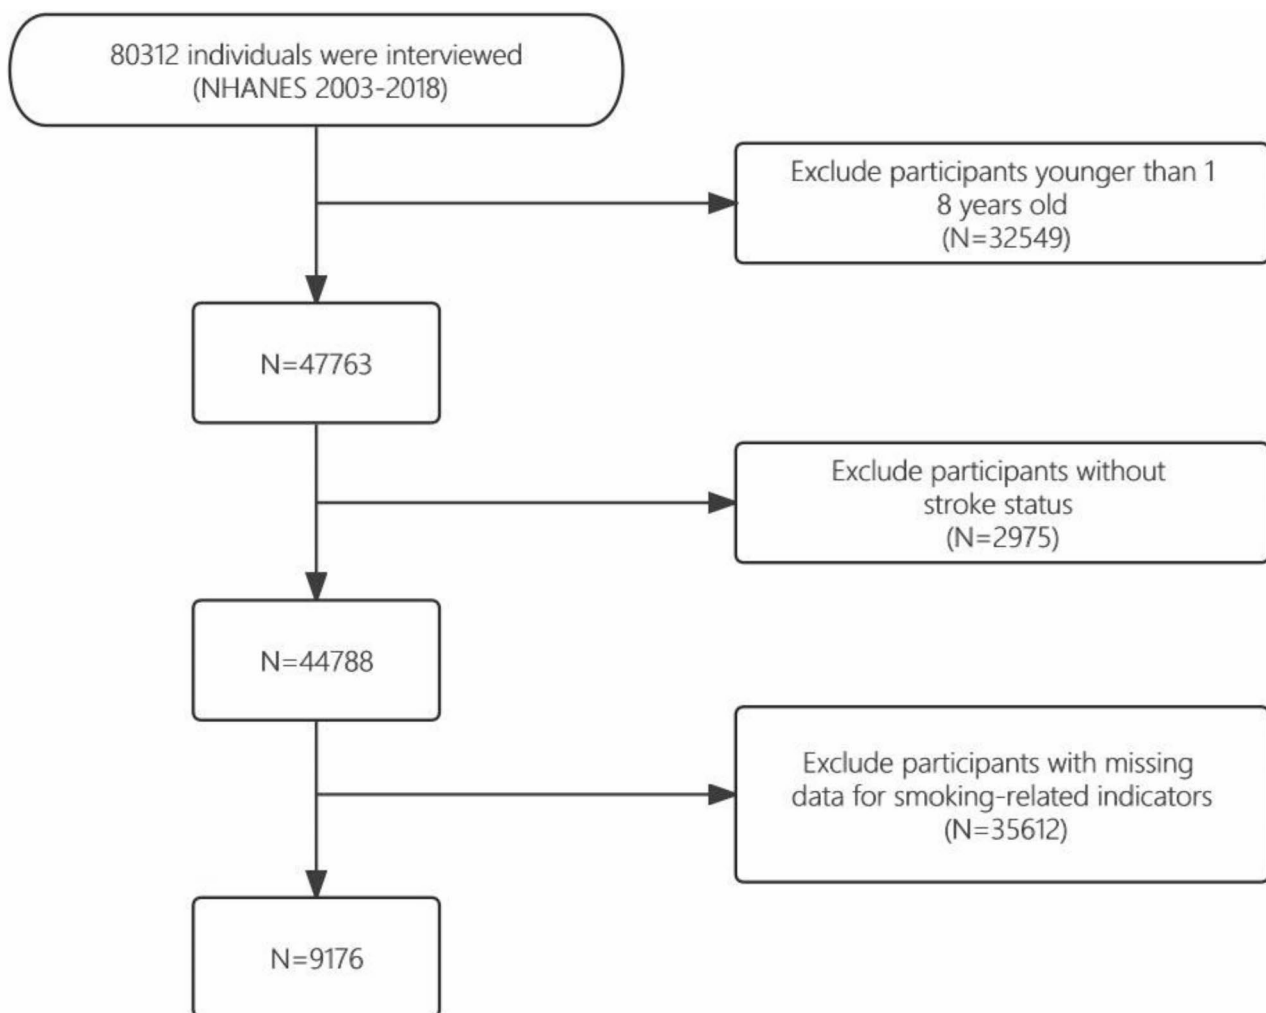 80312 individuals were interviewed
(NHANES 2003-2018)
Exclude participants younger than 1
8 years old
(N=32549)
N=47763
Exclude participants without
stroke status
(N=2975)
N=44788
Exclude participants with missing
data for smoking-related indicators
(N=35612)
N=9176